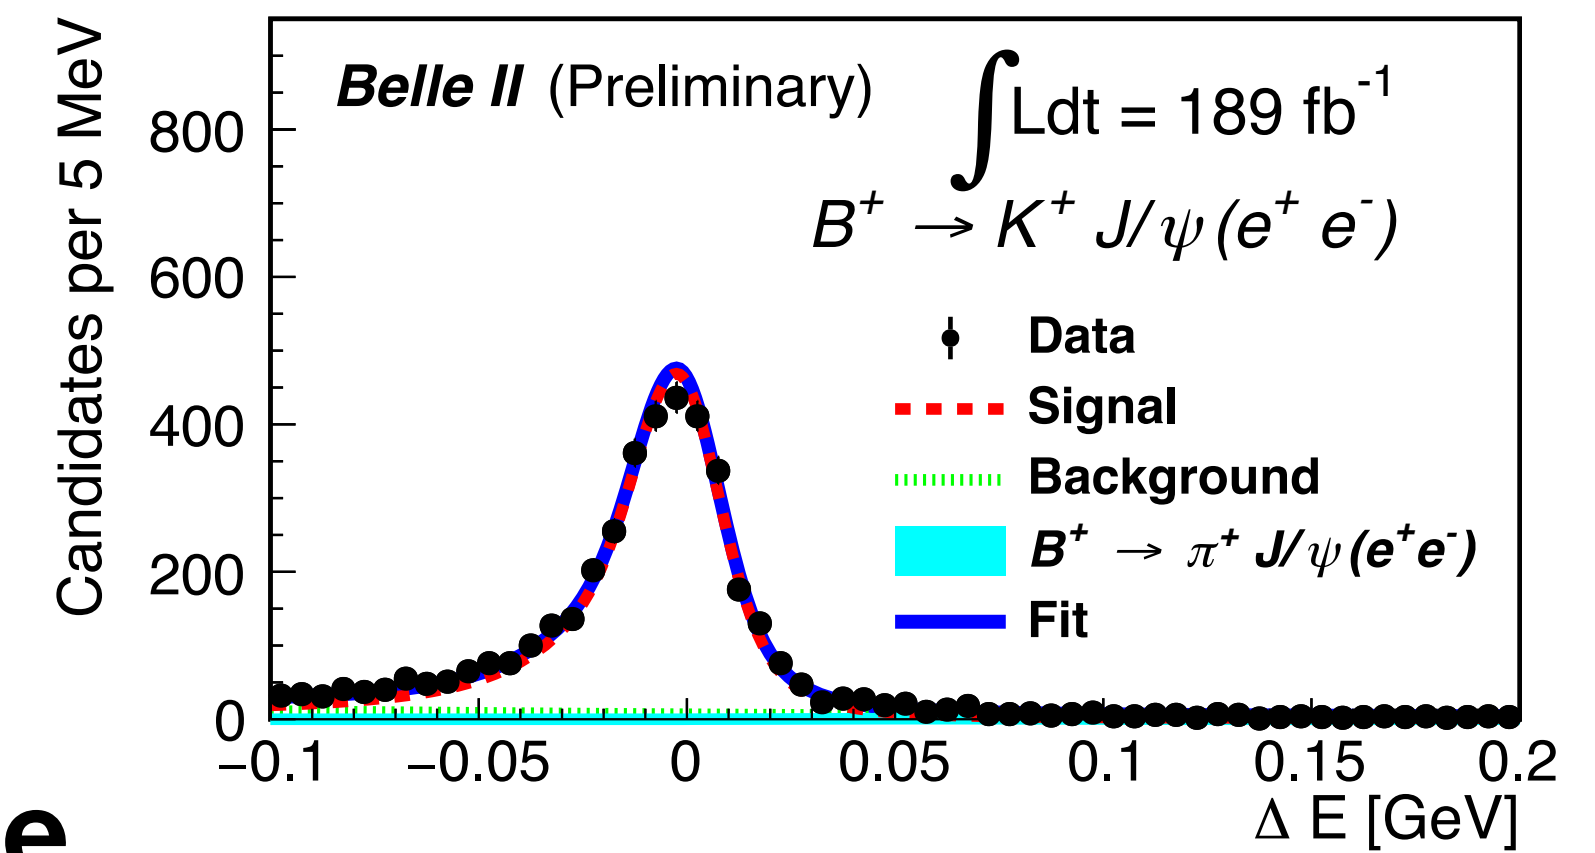 Belle II (Preliminary)
∫Ldt = 189 fb⁻¹
B⁺ → K⁺ J/ψ(e⁺ e⁻)
Candidates per 5 MeV
800
600
400
200
0
Data
Signal
Background
B⁺ → π⁺ J/ψ(e⁺e⁻)
Fit
−0.1 −0.05 0 0.05 0.1 0.15 0.2
Δ E [GeV]
e